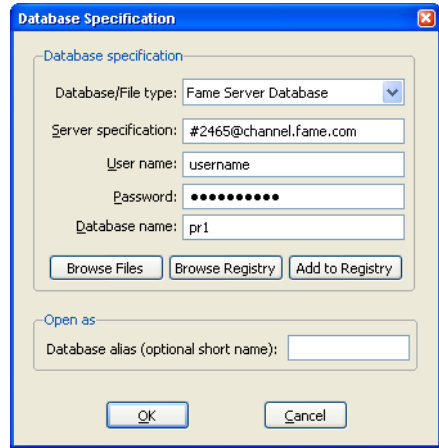 Database Specification
Database specification
Database/File type: Fame Server Database
Server specification: #2465@channel.fame.com
User name: username
Password: ●●●●●●●●●●
Database name: pr1
Browse Files Browse Registry Add to Registry
Open as
Database alias (optional short name):
OK Cancel